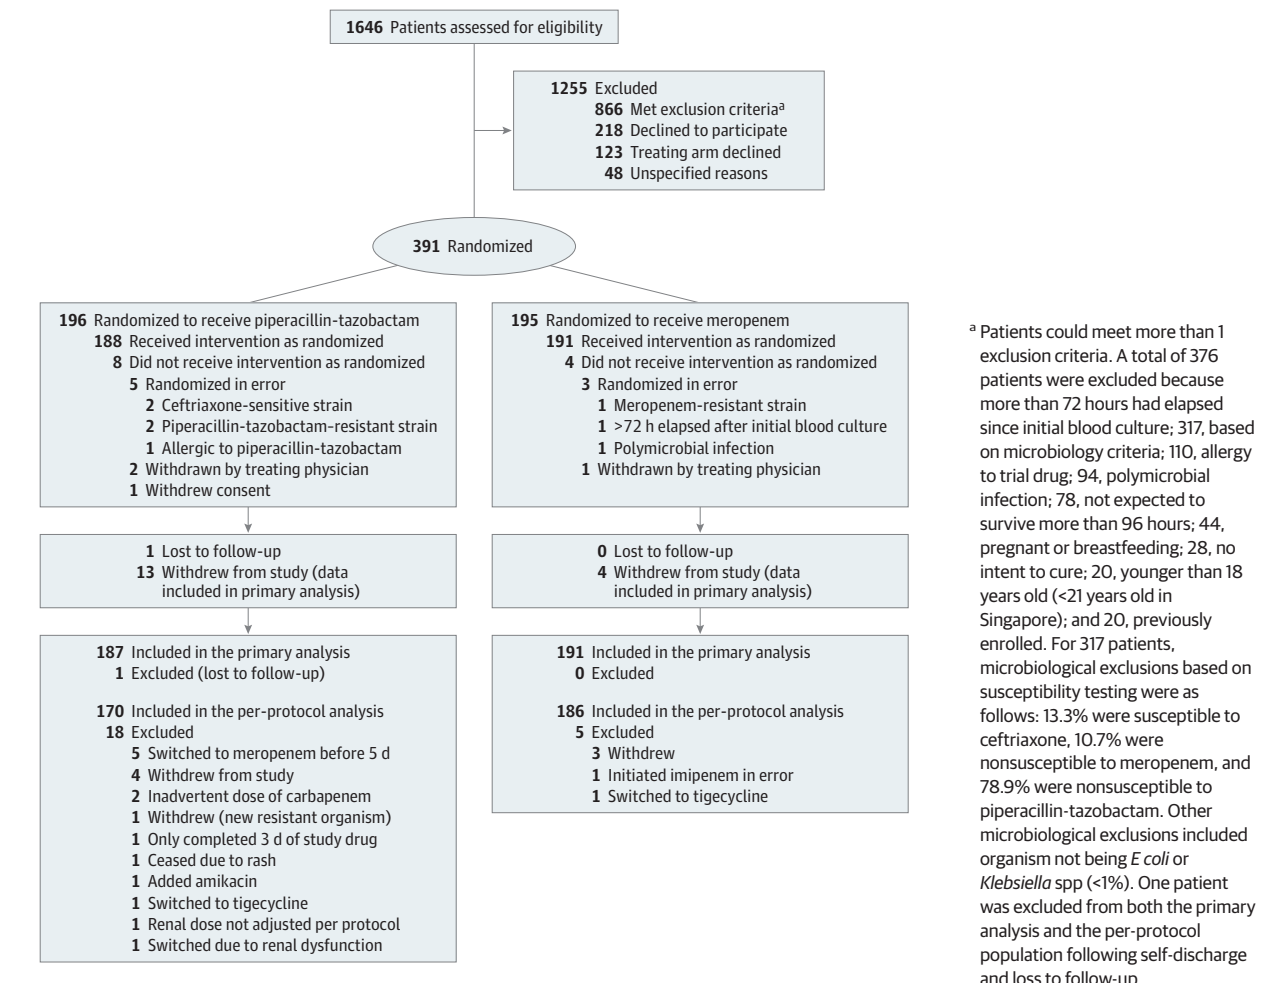 1646 Patients assessed for eligibility
1255 Excluded
866 Met exclusion criteriaᵃ
218 Declined to participate
123 Treating arm declined
48 Unspecified reasons
391 Randomized
196 Randomized to receive piperacillin-tazobactam
188 Received intervention as randomized
8 Did not receive intervention as randomized
5 Randomized in error
2 Ceftriaxone-sensitive strain
2 Piperacillin-tazobactam-resistant strain
1 Allergic to piperacillin-tazobactam
2 Withdrawn by treating physician
1 Withdrew consent
195 Randomized to receive meropenem
191 Received intervention as randomized
4 Did not receive intervention as randomized
3 Randomized in error
1 Meropenem-resistant strain
1 >72 h elapsed after initial blood culture
1 Polymicrobial infection
1 Withdrawn by treating physician
1 Lost to follow-up
13 Withdrew from study (data
included in primary analysis)
0 Lost to follow-up
4 Withdrew from study (data
included in primary analysis)
187 Included in the primary analysis
1 Excluded (lost to follow-up)
170 Included in the per-protocol analysis
18 Excluded
5 Switched to meropenem before 5 d
4 Withdrew from study
2 Inadvertent dose of carbapenem
1 Withdrew (new resistant organism)
1 Only completed 3 d of study drug
1 Ceased due to rash
1 Added amikacin
1 Switched to tigecycline
1 Renal dose not adjusted per protocol
1 Switched due to renal dysfunction
191 Included in the primary analysis
0 Excluded
186 Included in the per-protocol analysis
5 Excluded
3 Withdrew
1 Initiated imipenem in error
1 Switched to tigecycline
ᵃ Patients could meet more than 1
exclusion criteria. A total of 376
patients were excluded because
more than 72 hours had elapsed
since initial blood culture; 317, based
on microbiology criteria; 110, allergy
to trial drug; 94, polymicrobial
infection; 78, not expected to
survive more than 96 hours; 44,
pregnant or breastfeeding; 28, no
intent to cure; 20, younger than 18
years old (<21 years old in
Singapore); and 20, previously
enrolled. For 317 patients,
microbiological exclusions based on
susceptibility testing were as
follows: 13.3% were susceptible to
ceftriaxone, 10.7% were
nonsusceptible to meropenem, and
78.9% were nonsusceptible to
piperacillin-tazobactam. Other
microbiological exclusions included
organism not being E coli or
Klebsiella spp (<1%). One patient
was excluded from both the primary
analysis and the per-protocol
population following self-discharge
and loss to follow-up.